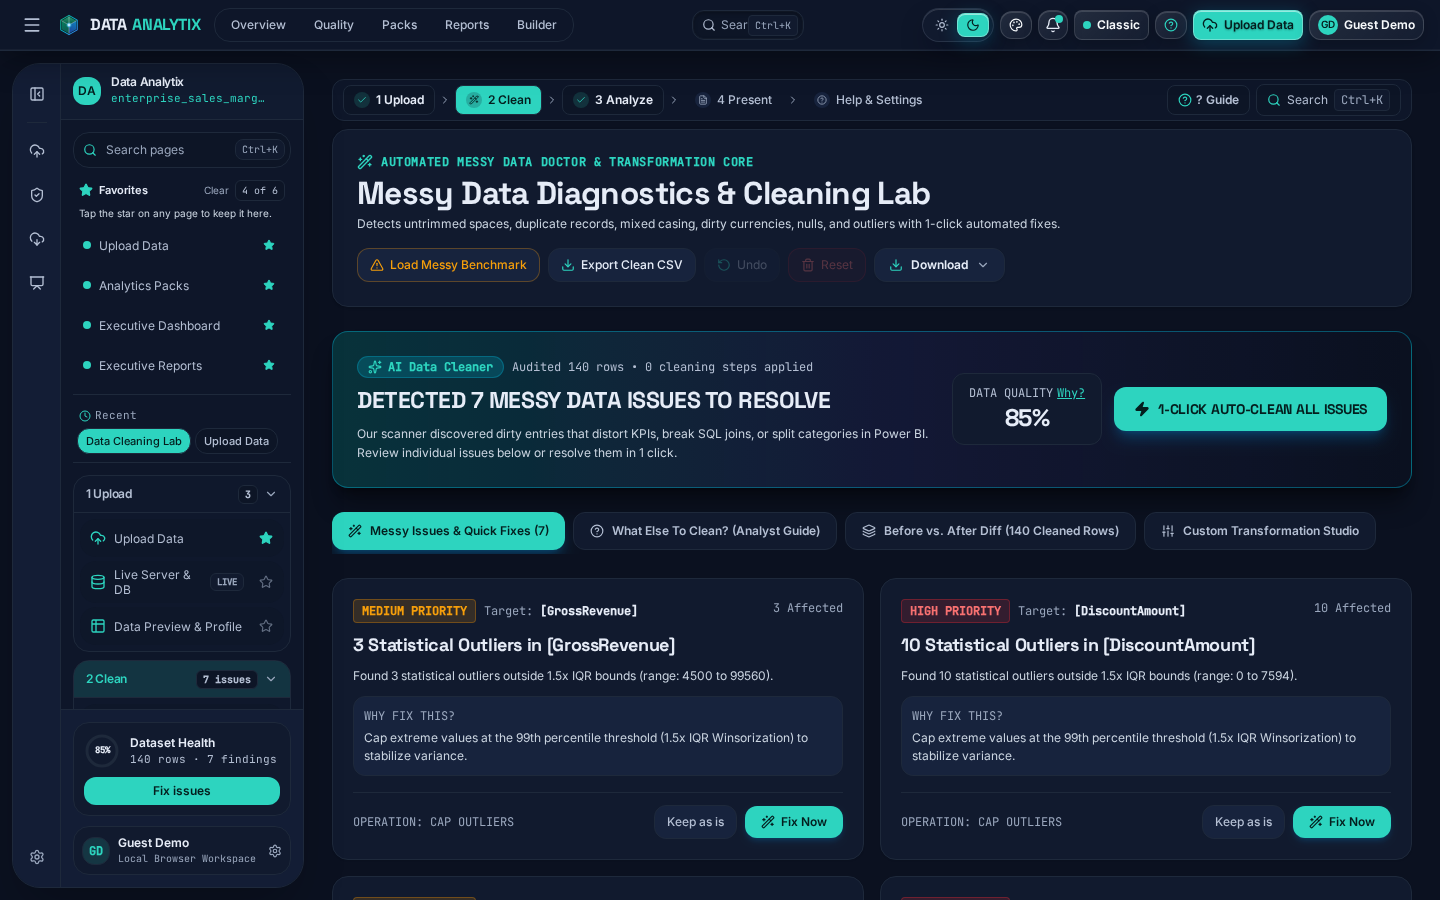 DATA ANALYTIX
Overview
Quality
Packs
Reports
Builder
Sear
Ctrl+K
Classic
Upload Data
GD
Guest Demo
DA
Data Analytix
enterprise_sales_marg…
Search pages
Ctrl+K
Favorites
Clear
4 of 6
Tap the star on any page to keep it here.
Upload Data
Analytics Packs
Executive Dashboard
Executive Reports
Recent
Data Cleaning Lab
Upload Data
1 Upload
3
Upload Data
Live Server & DB
LIVE
Data Preview & Profile
2 Clean
7 issues
85%
Dataset Health
140 rows · 7 findings
Fix issues
GD
Guest Demo
Local Browser Workspace
1 Upload
2 Clean
3 Analyze
4 Present
Help & Settings
? Guide
Search
Ctrl+K
AUTOMATED MESSY DATA DOCTOR & TRANSFORMATION CORE
Messy Data Diagnostics & Cleaning Lab
Detects untrimmed spaces, duplicate records, mixed casing, dirty currencies, nulls, and outliers with 1-click automated fixes.
Load Messy Benchmark
Export Clean CSV
Undo
Reset
Download
AI Data Cleaner
Audited 140 rows • 0 cleaning steps applied
DETECTED 7 MESSY DATA ISSUES TO RESOLVE
Our scanner discovered dirty entries that distort KPIs, break SQL joins, or split categories in Power BI.
Review individual issues below or resolve them in 1 click.
DATA QUALITY Why?
85%
1-CLICK AUTO-CLEAN ALL ISSUES
Messy Issues & Quick Fixes (7)
What Else To Clean? (Analyst Guide)
Before vs. After Diff (140 Cleaned Rows)
Custom Transformation Studio
MEDIUM PRIORITY
Target: [GrossRevenue]
3 Affected
3 Statistical Outliers in [GrossRevenue]
Found 3 statistical outliers outside 1.5x IQR bounds (range: 4500 to 99560).
WHY FIX THIS?
Cap extreme values at the 99th percentile threshold (1.5x IQR Winsorization) to
stabilize variance.
OPERATION: CAP OUTLIERS
Keep as is
Fix Now
HIGH PRIORITY
Target: [DiscountAmount]
10 Affected
10 Statistical Outliers in [DiscountAmount]
Found 10 statistical outliers outside 1.5x IQR bounds (range: 0 to 7594).
WHY FIX THIS?
Cap extreme values at the 99th percentile threshold (1.5x IQR Winsorization) to
stabilize variance.
OPERATION: CAP OUTLIERS
Keep as is
Fix Now